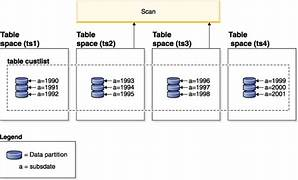 Scan
Table space (ts1)
Table space (ts2)
Table space (ts3)
Table space (ts4)
table custlist
a=1990
a=1991
a=1992
a=1993
a=1994
a=1995
a=1996
a=1997
a=1998
a=1999
a=2000
a=2001
Legend
= Data partition
a = subsdate